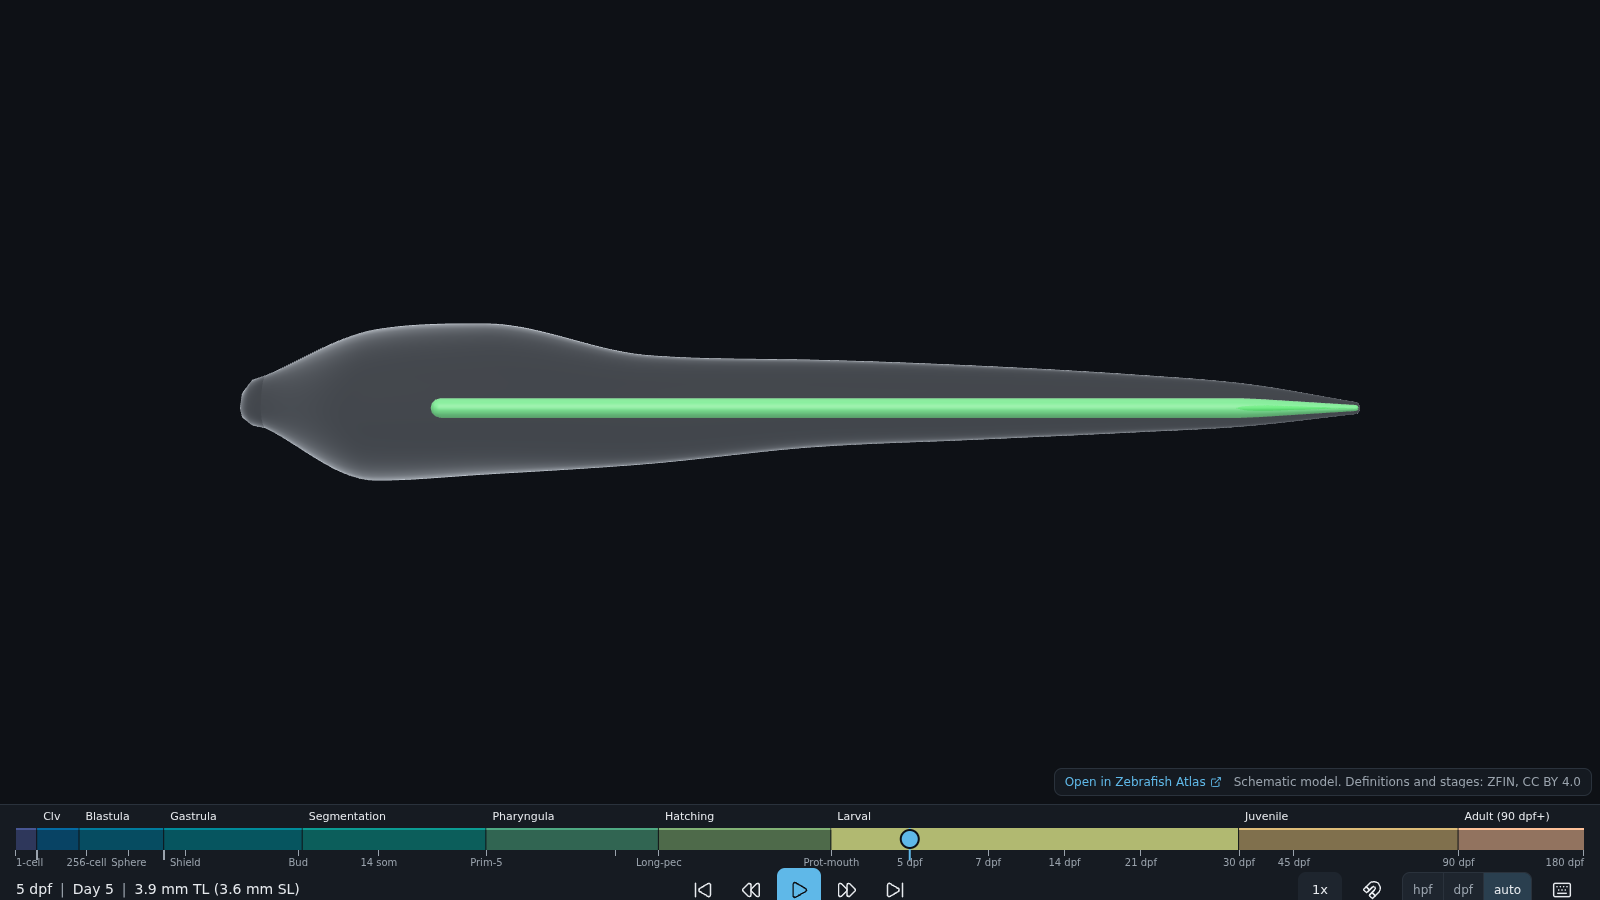 Open in Zebrafish Atlas Schematic model. Definitions and stages: ZFIN, CC BY 4.0
Clv Blastula Gastrula Segmentation Pharyngula Hatching Larval Juvenile Adult (90 dpf+)
1-cell 256-cell Sphere Shield Bud 14 som Prim-5 Long-pec Prot-mouth 5 dpf 7 dpf 14 dpf 21 dpf 30 dpf 45 dpf 90 dpf 180 dpf
5 dpf | Day 5 | 3.9 mm TL (3.6 mm SL) 1x hpf dpf auto